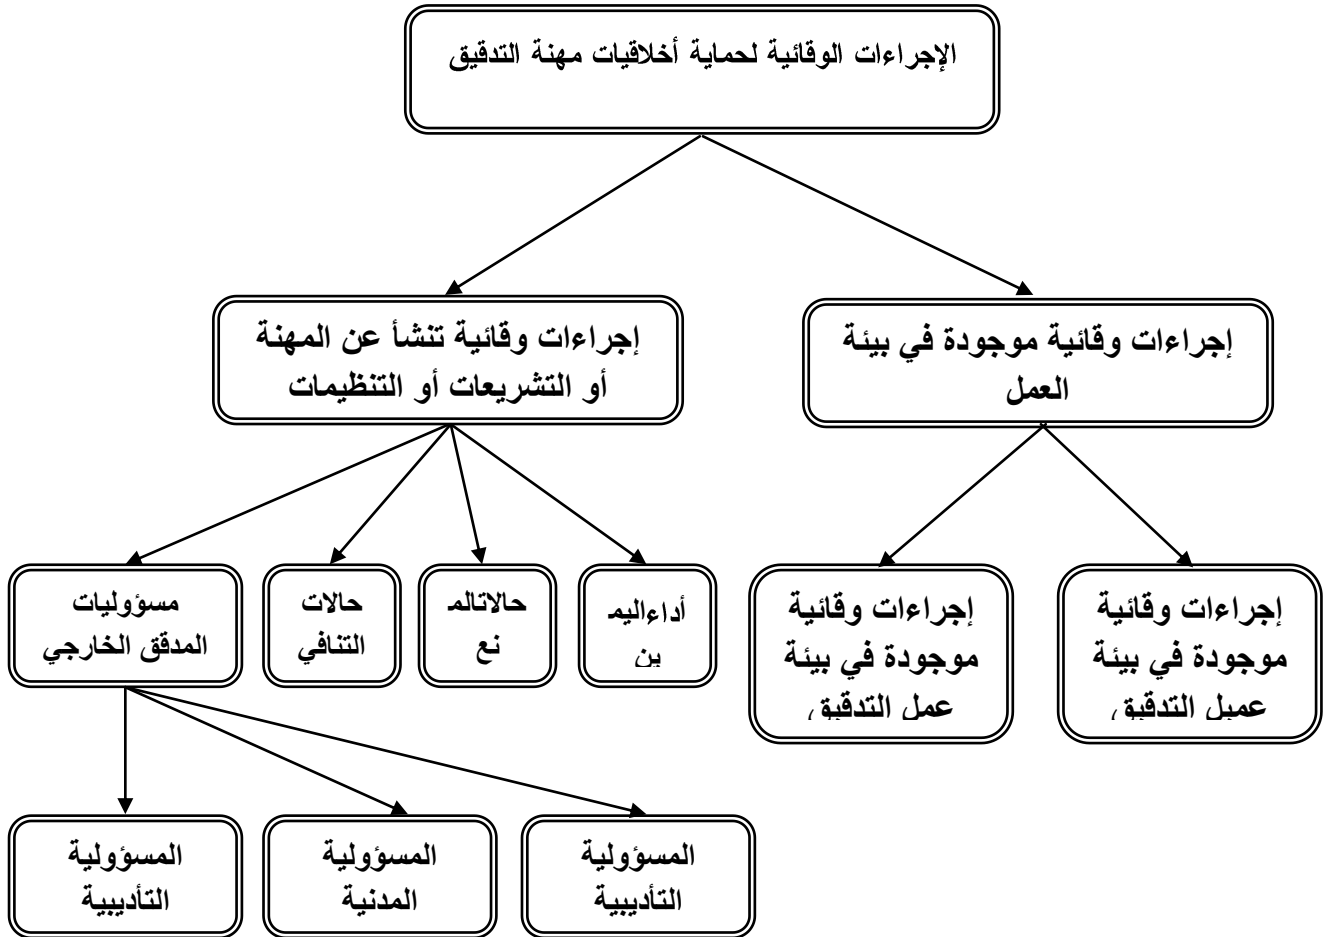 الإجراءات الوقائية لحماية أخلاقيات مهنة التدقيق
إجراءات وقائية موجودة في بيئة
العمل
إجراءات وقائية تنشأ عن المهنة
أو التشريعات أو التنظيمات
إجراءات وقائية
موجودة في بيئة
عميل التدقيق
إجراءات وقائية
موجودة في بيئة
عمل التدقيق
أداءاليم
ين
حالاتالم
نع
حالات
التنافي
مسؤوليات
المدقق الخارجي
المسؤولية
التأديبية
المسؤولية
المدنية
المسؤولية
التأديبية